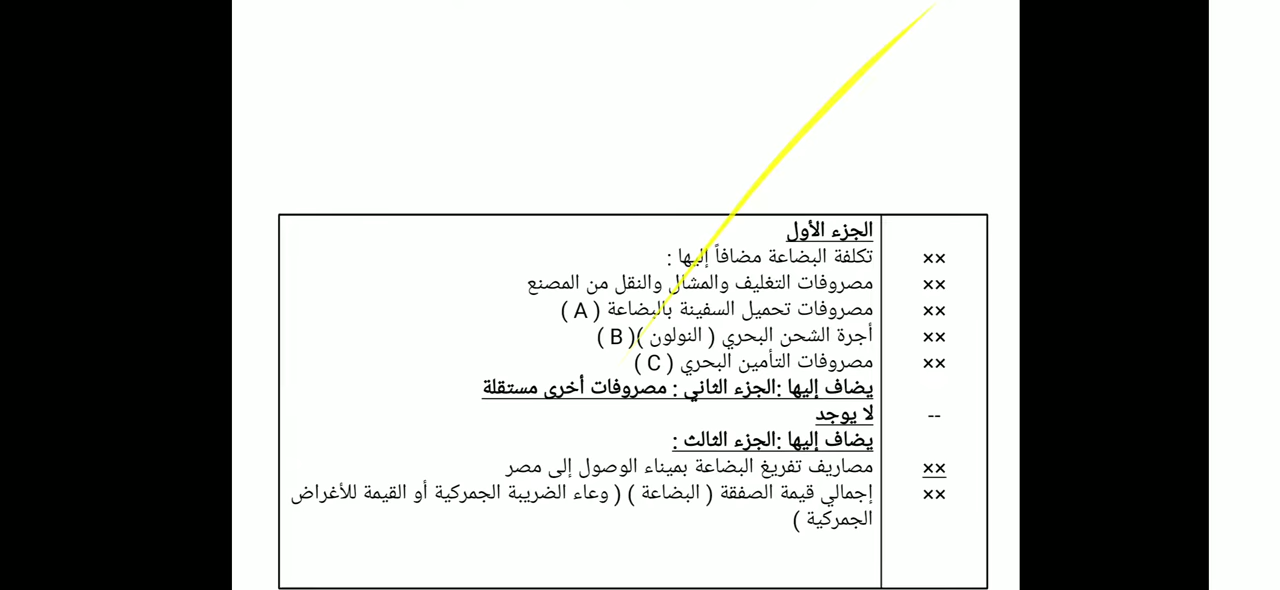 الجزء الأول
تكلفة البضاعة مضافاً إليها : ××
مصروفات التغليف والمشال والنقل من المصنع ××
مصروفات تحميل السفينة بالبضاعة ( A ) ××
أجرة الشحن البحري ( النولون )( B ) ××
مصروفات التأمين البحري ( C ) ××
يضاف إليها :الجزء الثاني : مصروفات أخرى مستقلة
لا يوجد --
يضاف إليها :الجزء الثالث :
مصاريف تفريغ البضاعة بميناء الوصول إلى مصر ××
إجمالي قيمة الصفقة ( البضاعة ) ( وعاء الضريبة الجمركية أو القيمة للأغراض ××
الجمركية )